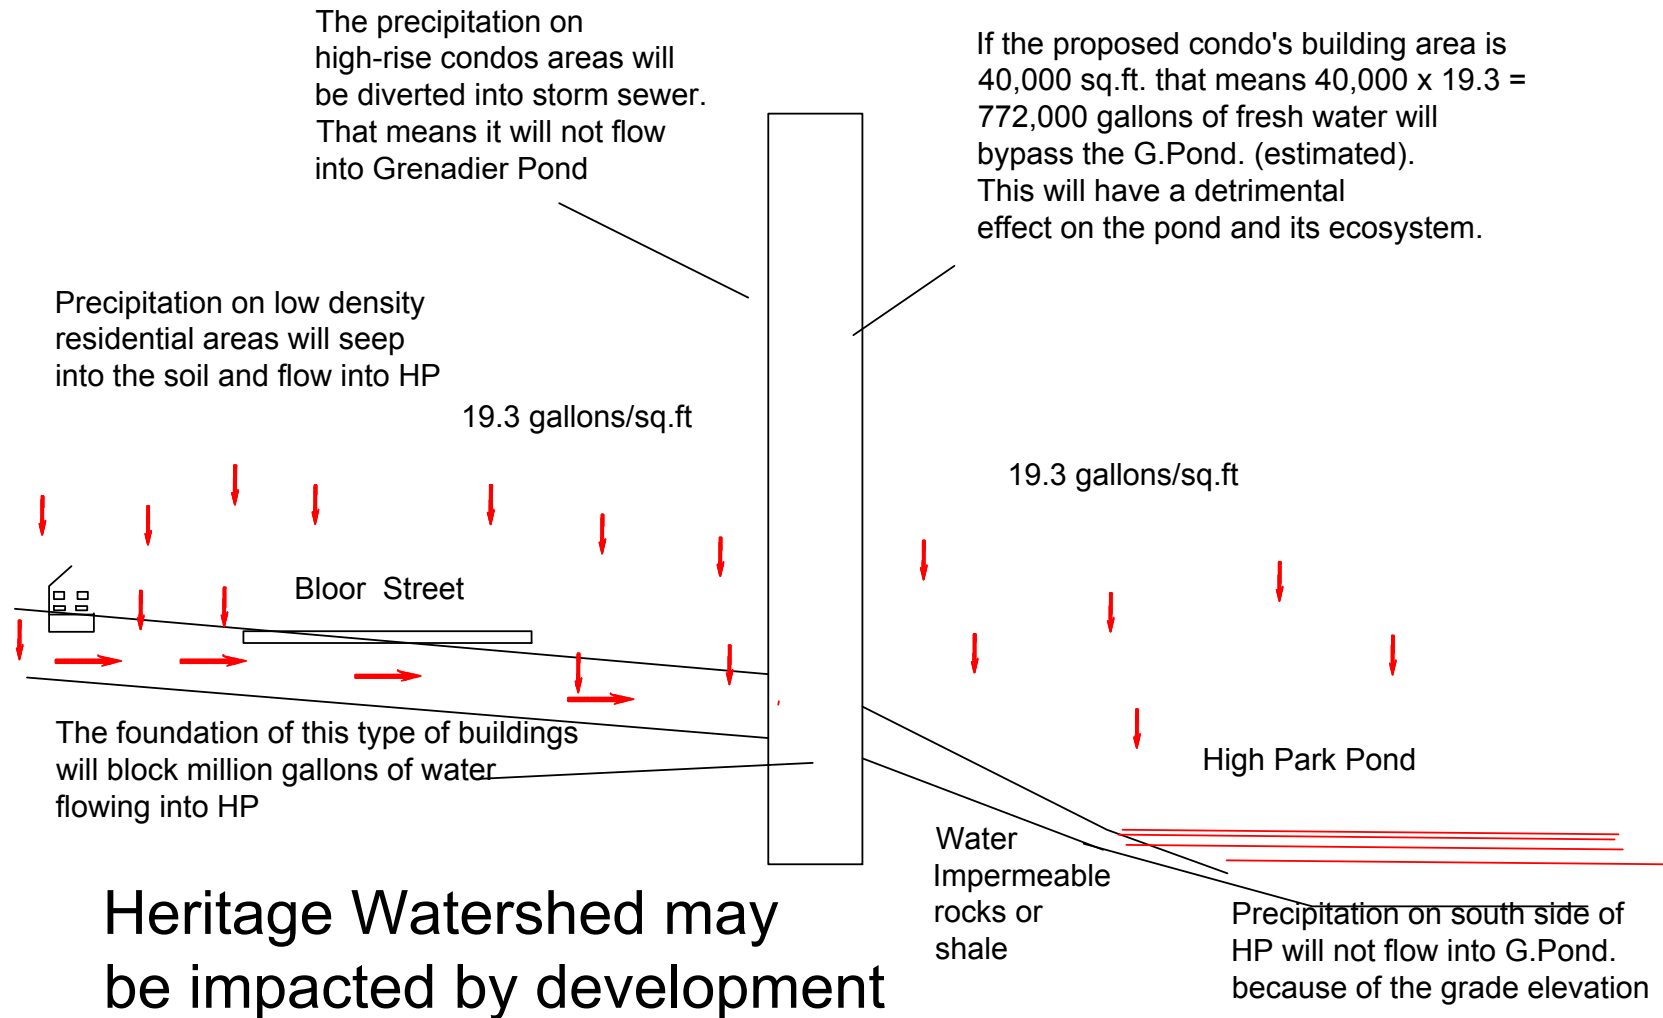 The precipitation on
high-rise condos areas will
be diverted into storm sewer.
That means it will not flow
into Grenadier Pond
If the proposed condo's building area is
40,000 sq.ft. that means 40,000 x 19.3 =
772,000 gallons of fresh water will
bypass the G.Pond. (estimated).
This will have a detrimental
effect on the pond and its ecosystem.
Precipitation on low density
residential areas will seep
into the soil and flow into HP
19.3 gallons/sq.ft
19.3 gallons/sq.ft
Bloor Street
The foundation of this type of buildings
will block million gallons of water
flowing into HP
High Park Pond
Water
Impermeable
rocks or
shale
Precipitation on south side of
HP will not flow into G.Pond.
because of the grade elevation
Heritage Watershed may
be impacted by development